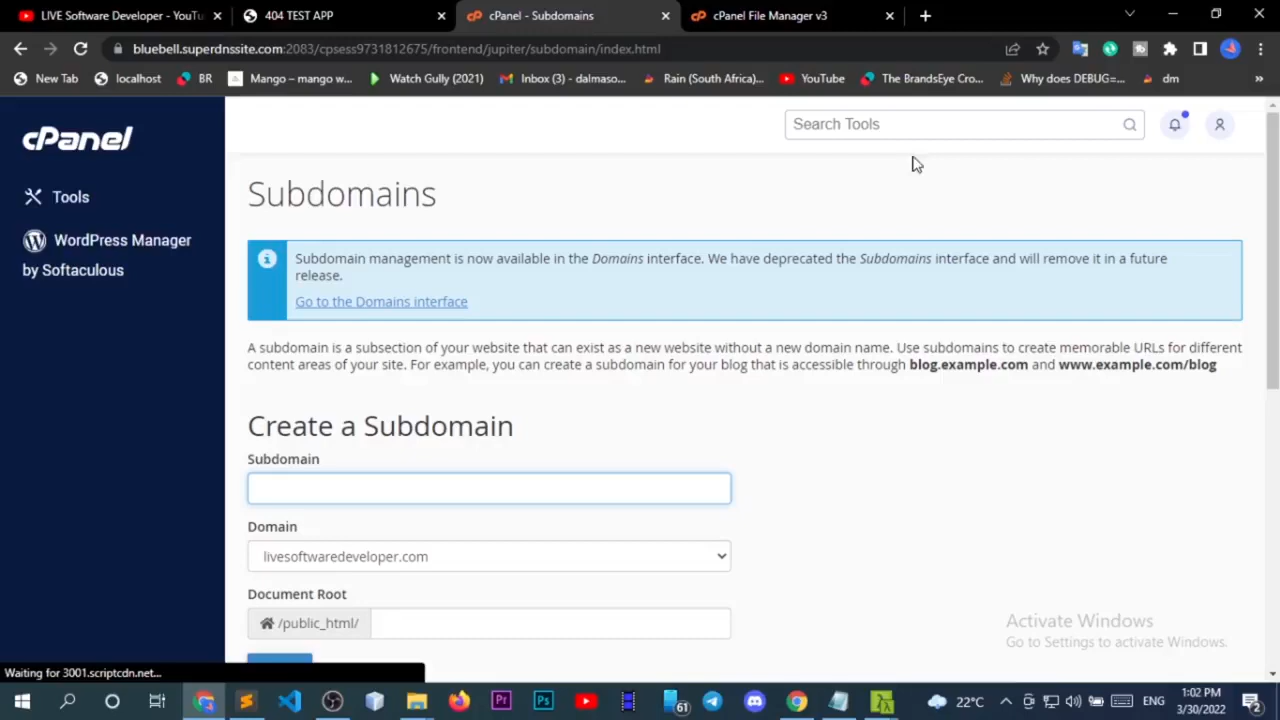 LIVE Software Developer - YouTu
404 TEST APP
cPanel - Subdomains
cPanel File Manager v3
bluebell.superdnssite.com:2083/cpsess9731812675/frontend/jupiter/subdomain/index.html
New Tab
localhost
BR
Mango – mango w...
Watch Gully (2021)
Inbox (3) - dalmaso...
Rain (South Africa)...
YouTube
The BrandsEye Cro...
Why does DEBUG=...
dm
»
cPanel
Search Tools
Tools
WordPress Manager
by Softaculous
Subdomains
Subdomain management is now available in the Domains interface. We have deprecated the Subdomains interface and will remove it in a future
release.
Go to the Domains interface
A subdomain is a subsection of your website that can exist as a new website without a new domain name. Use subdomains to create memorable URLs for different
content areas of your site. For example, you can create a subdomain for your blog that is accessible through blog.example.com and www.example.com/blog
Create a Subdomain
Subdomain
Domain
livesoftwaredeveloper.com
Document Root
/public_html/
Activate Windows
Go to Settings to activate Windows.
Waiting for 3001.scriptcdn.net...
Pr
Ps
61
22°C
ENG
1:02 PM
3/30/2022
2